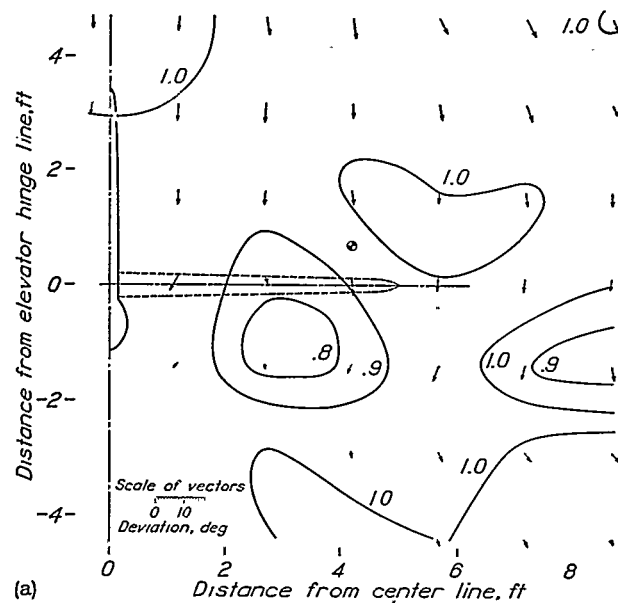 Distance from elevator hinge line, ft
4
2
0
-2
-4
1.0
1.0
1.0
.8
.9
1.0
.9
1.0
10
Scale of vectors
0 10
Deviation, deg
0 2 4 6 8
(a)
Distance from center line, ft